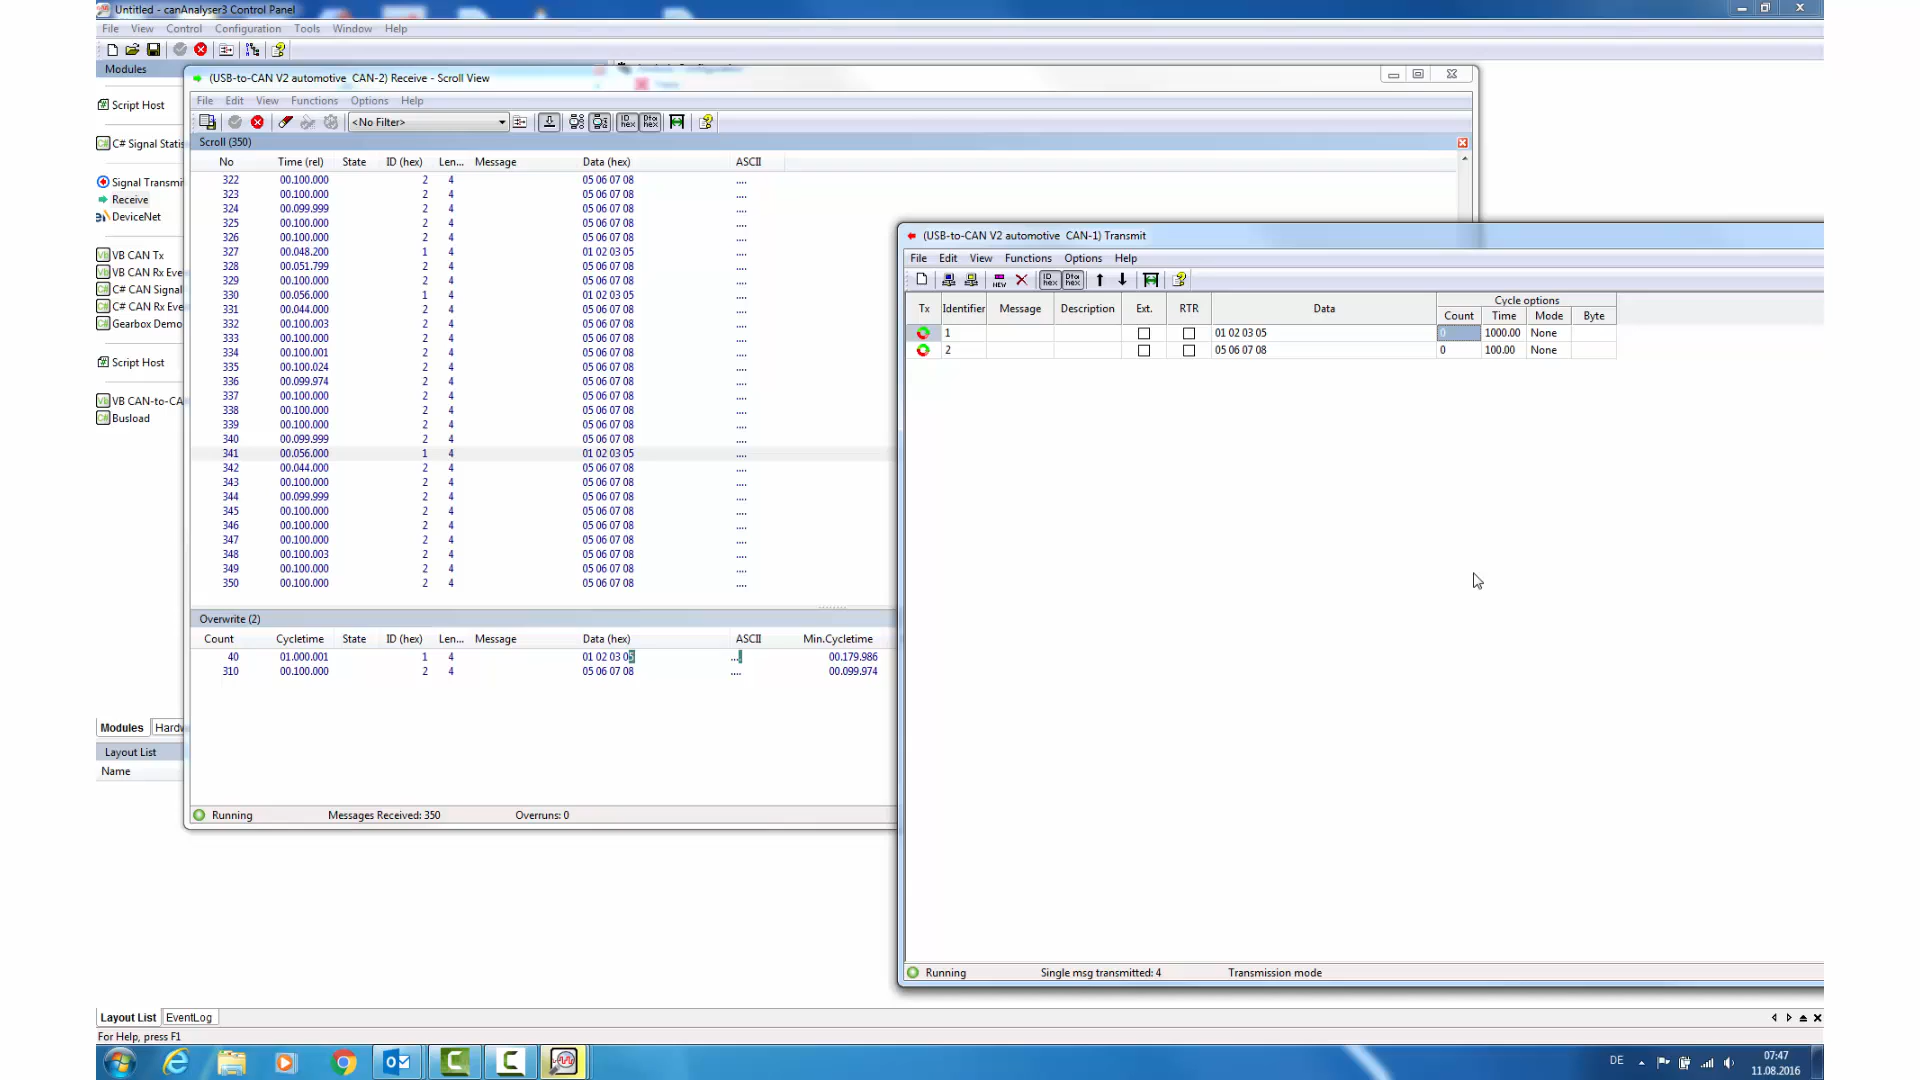 Untitled - canAnalyser3 Control Panel
File View Control Configuration Tools Window Help
Modules
Script Host
C# Signal Statis
Signal Transmi
Receive
DeviceNet
VB CAN Tx
VB CAN Rx Eve
C# CAN Signal
C# CAN Rx Eve
Gearbox Demo
Script Host
VB CAN-to-CA
Busload
Modules Hardw
Layout List
Name
(USB-to-CAN V2 automotive CAN-2) Receive - Scroll View
File Edit View Functions Options Help
<No Filter>
Scroll (350)
No Time (rel) State ID (hex) Len... Message Data (hex) ASCII
322 00.100.000 2 4 05 06 07 08 ....
323 00.100.000 2 4 05 06 07 08 ....
324 00.099.999 2 4 05 06 07 08 ....
325 00.100.000 2 4 05 06 07 08 ....
326 00.100.000 2 4 05 06 07 08 ....
327 00.048.200 1 4 01 02 03 05 ....
328 00.051.799 2 4 05 06 07 08 ....
329 00.100.000 2 4 05 06 07 08 ....
330 00.056.000 1 4 01 02 03 05 ....
331 00.044.000 2 4 05 06 07 08 ....
332 00.100.003 2 4 05 06 07 08 ....
333 00.100.000 2 4 05 06 07 08 ....
334 00.100.001 2 4 05 06 07 08 ....
335 00.100.024 2 4 05 06 07 08 ....
336 00.099.974 2 4 05 06 07 08 ....
337 00.100.000 2 4 05 06 07 08 ....
338 00.100.000 2 4 05 06 07 08 ....
339 00.100.000 2 4 05 06 07 08 ....
340 00.099.999 2 4 05 06 07 08 ....
341 00.056.000 1 4 01 02 03 05 ....
342 00.044.000 2 4 05 06 07 08 ....
343 00.100.000 2 4 05 06 07 08 ....
344 00.099.999 2 4 05 06 07 08 ....
345 00.100.000 2 4 05 06 07 08 ....
346 00.100.000 2 4 05 06 07 08 ....
347 00.100.000 2 4 05 06 07 08 ....
348 00.100.003 2 4 05 06 07 08 ....
349 00.100.000 2 4 05 06 07 08 ....
350 00.100.000 2 4 05 06 07 08 ....
Overwrite (2)
Count Cycletime State ID (hex) Len... Message Data (hex) ASCII Min.Cycletime
40 01.000.001 1 4 01 02 03 05 .... 00.179.986
310 00.100.000 2 4 05 06 07 08 .... 00.099.974
Running Messages Received: 350 Overruns: 0
(USB-to-CAN V2 automotive CAN-1) Transmit
File Edit View Functions Options Help
Cycle options
Tx Identifier Message Description Ext. RTR Data Count Time Mode Byte
1 01 02 03 05 0 1000.00 None
2 05 06 07 08 0 100.00 None
Running Single msg transmitted: 4 Transmission mode
Layout List EventLog
For Help, press F1
DE
07:47
11.08.2016